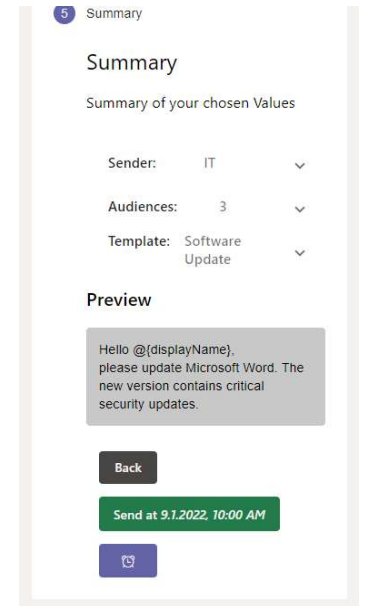 5 Summary
Summary
Summary of your chosen Values
Sender: IT
Audiences: 3
Template: Software
Update
Preview
Hello @{displayName},
please update Microsoft Word. The
new version contains critical
security updates.
Back
Send at 9.1.2022, 10:00 AM